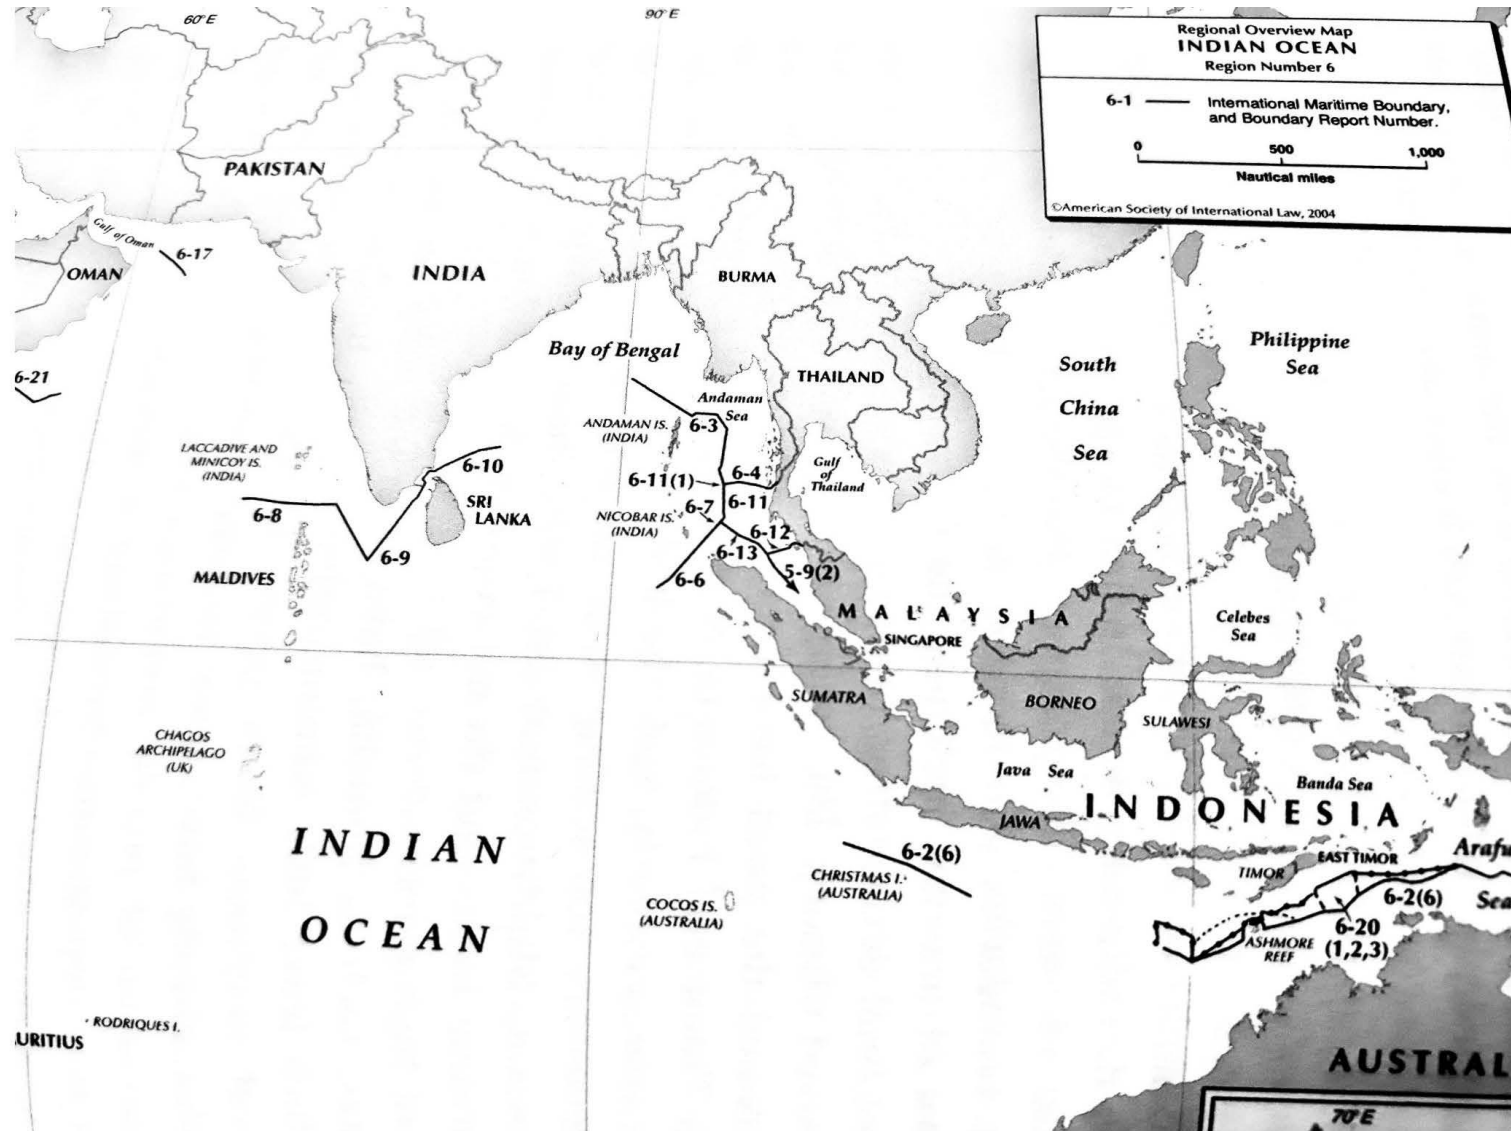 60°E
90°E
Regional Overview Map
INDIAN OCEAN
Region Number 6
6-1
International Maritime Boundary,
and Boundary Report Number.
0
500
1,000
Nautical miles
©American Society of International Law, 2004
PAKISTAN
Gulf of Oman
6-17
OMAN
INDIA
BURMA
6-21
Bay of Bengal
THAILAND
South
China
Sea
Philippine
Sea
Andaman
Sea
ANDAMAN IS.
(INDIA)
6-3
LACCADIVE AND
MINICOY IS.
(INDIA)
6-10
6-11(1)
6-4
Gulf
of
Thailand
6-8
SRI
LANKA
6-7
6-11
NICOBAR IS.
(INDIA)
6-12
6-9
6-13
5-9(2)
6-6
MALDIVES
MALAYSIA
SINGAPORE
Celebes
Sea
SUMATRA
BORNEO
SULAWESI
CHAGOS
ARCHIPELAGO
(UK)
Java Sea
Banda Sea
INDONESIA
JAWA
INDIAN
OCEAN
6-2(6)
CHRISTMAS I.
(AUSTRALIA)
EAST TIMOR
TIMOR
Arafu
Sea
6-2(6)
COCOS IS.
(AUSTRALIA)
6-20
(1,2,3)
ASHMORE
REEF
RODRIQUES I.
URITIUS
AUSTRAL
70°E